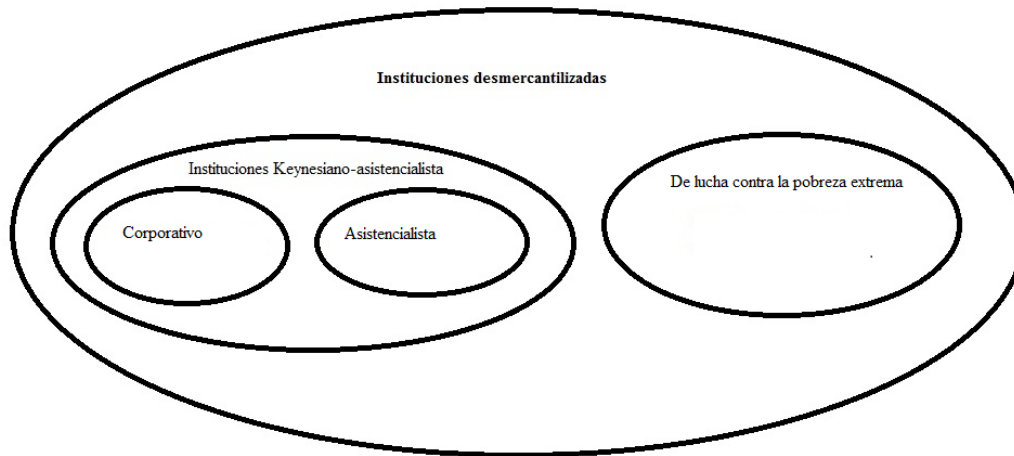 Instituciones desmercantilizadas
Instituciones Keynesiano-asistencialista
De lucha contra la pobreza extrema
Corporativo
Asistencialista